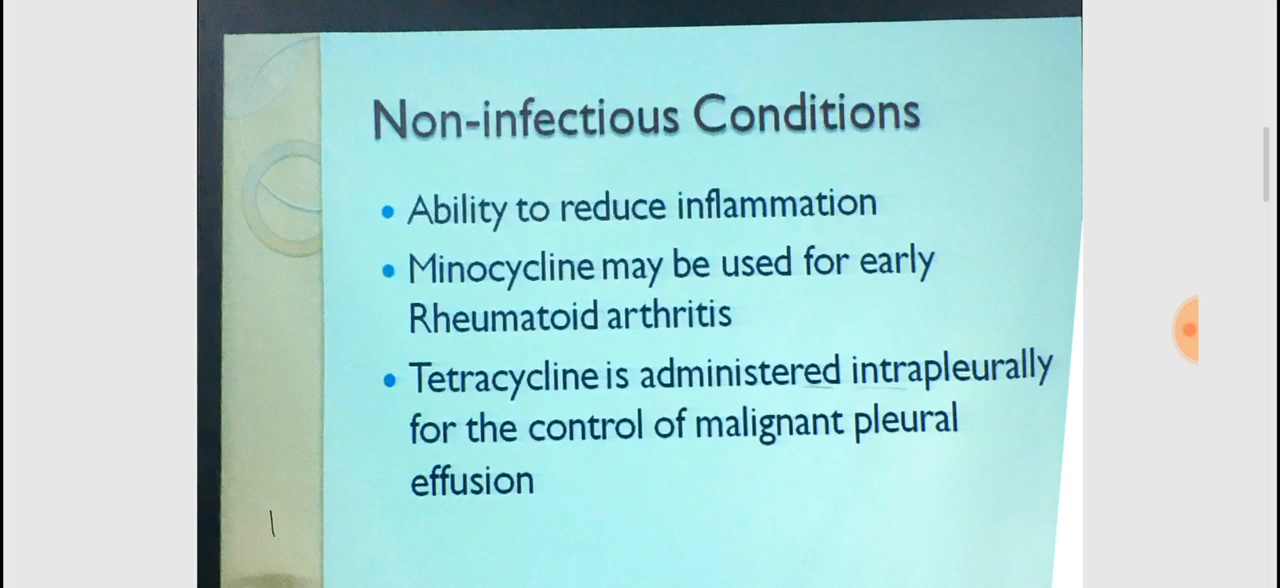 Non-infectious Conditions
• Ability to reduce inflammation
• Minocycline may be used for early
Rheumatoid arthritis
• Tetracycline is administered intrapleurally
for the control of malignant pleural
effusion